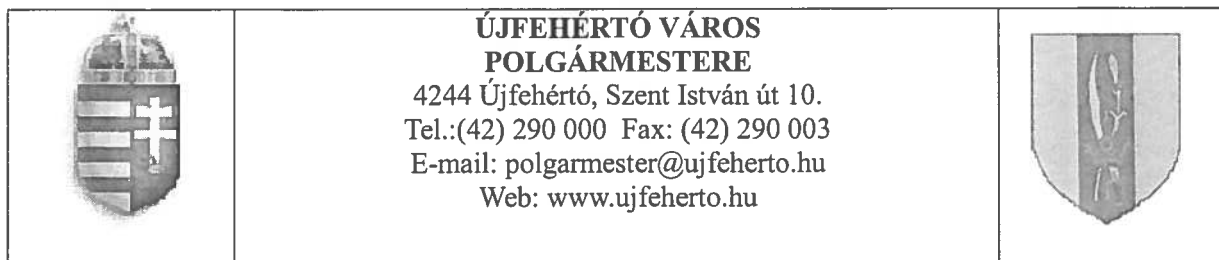 ÚJFEHÉRTÓ VÁROS
POLGÁRMESTERE
4244 Újfehértó, Szent István út 10.
Tel.:(42) 290 000 Fax: (42) 290 003
E-mail: polgarmester@ujfeherto.hu
Web: www.ujfeherto.hu